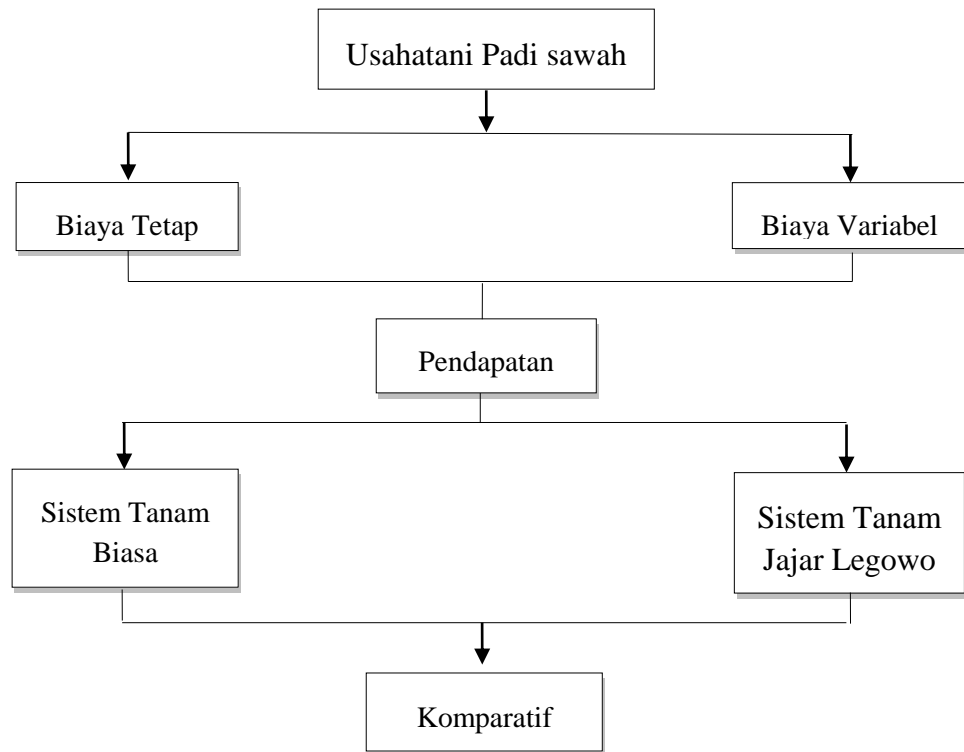 Usahatani Padi sawah
Biaya Tetap
Biaya Variabel
Pendapatan
Sistem Tanam
Biasa
Sistem Tanam
Jajar Legowo
Komparatif